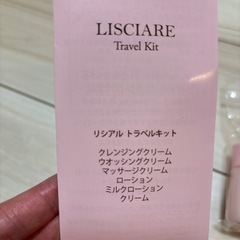 LISCIARE
Travel Kit
リシアル トラベルキット
クレンジングクリーム
ウオッシングクリーム
マッサージクリーム
ローション
ミルクローション
クリーム